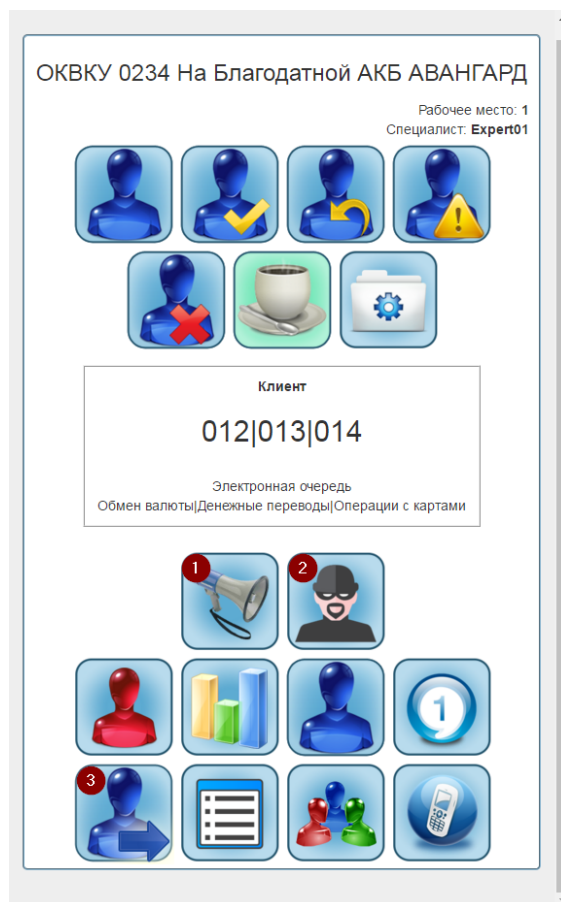 ОКВКУ 0234 На Благодатной АКБ АВАНГАРД
Рабочее место: 1
Специалист: Expert01
Клиент
012|013|014
Электронная очередь
Обмен валюты|Денежные переводы|Операции с картами
1
2
1
3